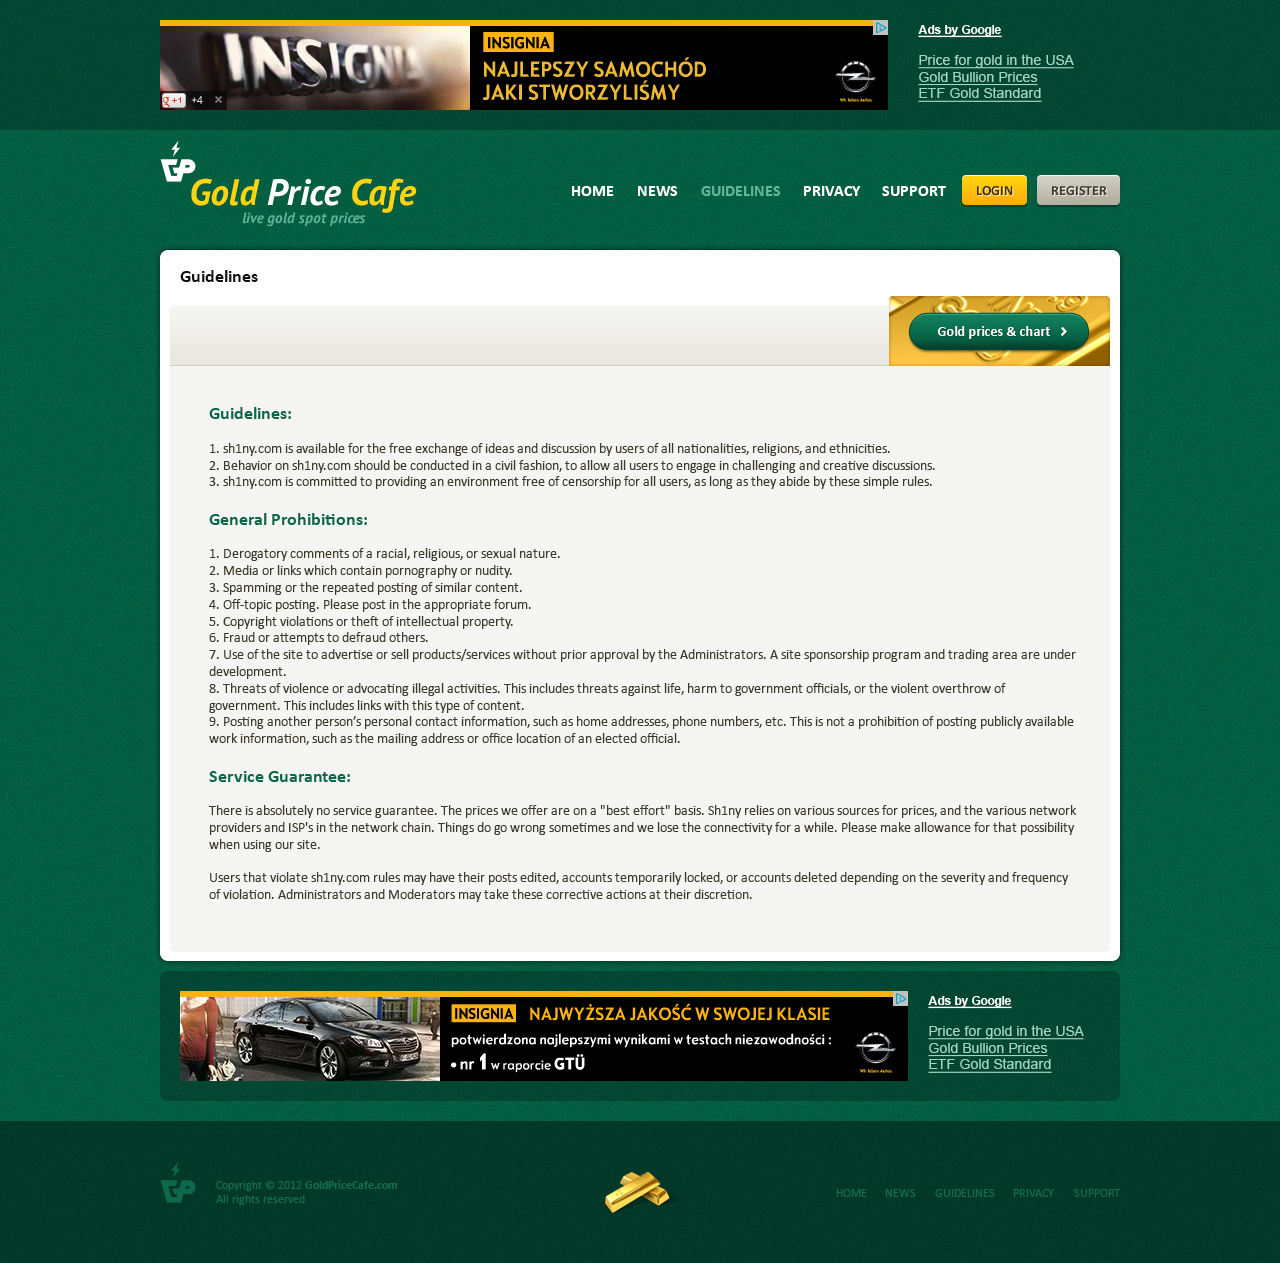 INSIGNIA
INSIGNIA
NAJLEPSZY SAMOCHÓD
JAKI STWORZYLIŚMY
Wir leben Autos.
g +1 +4 ×
Ads by Google
Price for gold in the USA
Gold Bullion Prices
ETF Gold Standard
GP
Gold Price Cafe
live gold spot prices
HOME NEWS GUIDELINES PRIVACY SUPPORT LOGIN REGISTER
Guidelines
Gold prices & chart
Guidelines:
1. sh1ny.com is available for the free exchange of ideas and discussion by users of all nationalities, religions, and ethnicities.
2. Behavior on sh1ny.com should be conducted in a civil fashion, to allow all users to engage in challenging and creative discussions.
3. sh1ny.com is committed to providing an environment free of censorship for all users, as long as they abide by these simple rules.
General Prohibitions:
1. Derogatory comments of a racial, religious, or sexual nature.
2. Media or links which contain pornography or nudity.
3. Spamming or the repeated posting of similar content.
4. Off-topic posting. Please post in the appropriate forum.
5. Copyright violations or theft of intellectual property.
6. Fraud or attempts to defraud others.
7. Use of the site to advertise or sell products/services without prior approval by the Administrators. A site sponsorship program and trading area are under
development.
8. Threats of violence or advocating illegal activities. This includes threats against life, harm to government officials, or the violent overthrow of
government. This includes links with this type of content.
9. Posting another person’s personal contact information, such as home addresses, phone numbers, etc. This is not a prohibition of posting publicly available
work information, such as the mailing address or office location of an elected official.
Service Guarantee:
There is absolutely no service guarantee. The prices we offer are on a "best effort" basis. Sh1ny relies on various sources for prices, and the various network
providers and ISP's in the network chain. Things do go wrong sometimes and we lose the connectivity for a while. Please make allowance for that possibility
when using our site.
Users that violate sh1ny.com rules may have their posts edited, accounts temporarily locked, or accounts deleted depending on the severity and frequency
of violation. Administrators and Moderators may take these corrective actions at their discretion.
INSIGNIA NAJWYŻSZA JAKOŚĆ W SWOJEJ KLASIE
potwierdzona najlepszymi wynikami w testach niezawodności :
• nr 1 w raporcie GTÜ
Wir leben Autos.
Ads by Google
Price for gold in the USA
Gold Bullion Prices
ETF Gold Standard
GP
Copyright © 2012 GoldPriceCafe.com
All rights reserved
HOME NEWS GUIDELINES PRIVACY SUPPORT